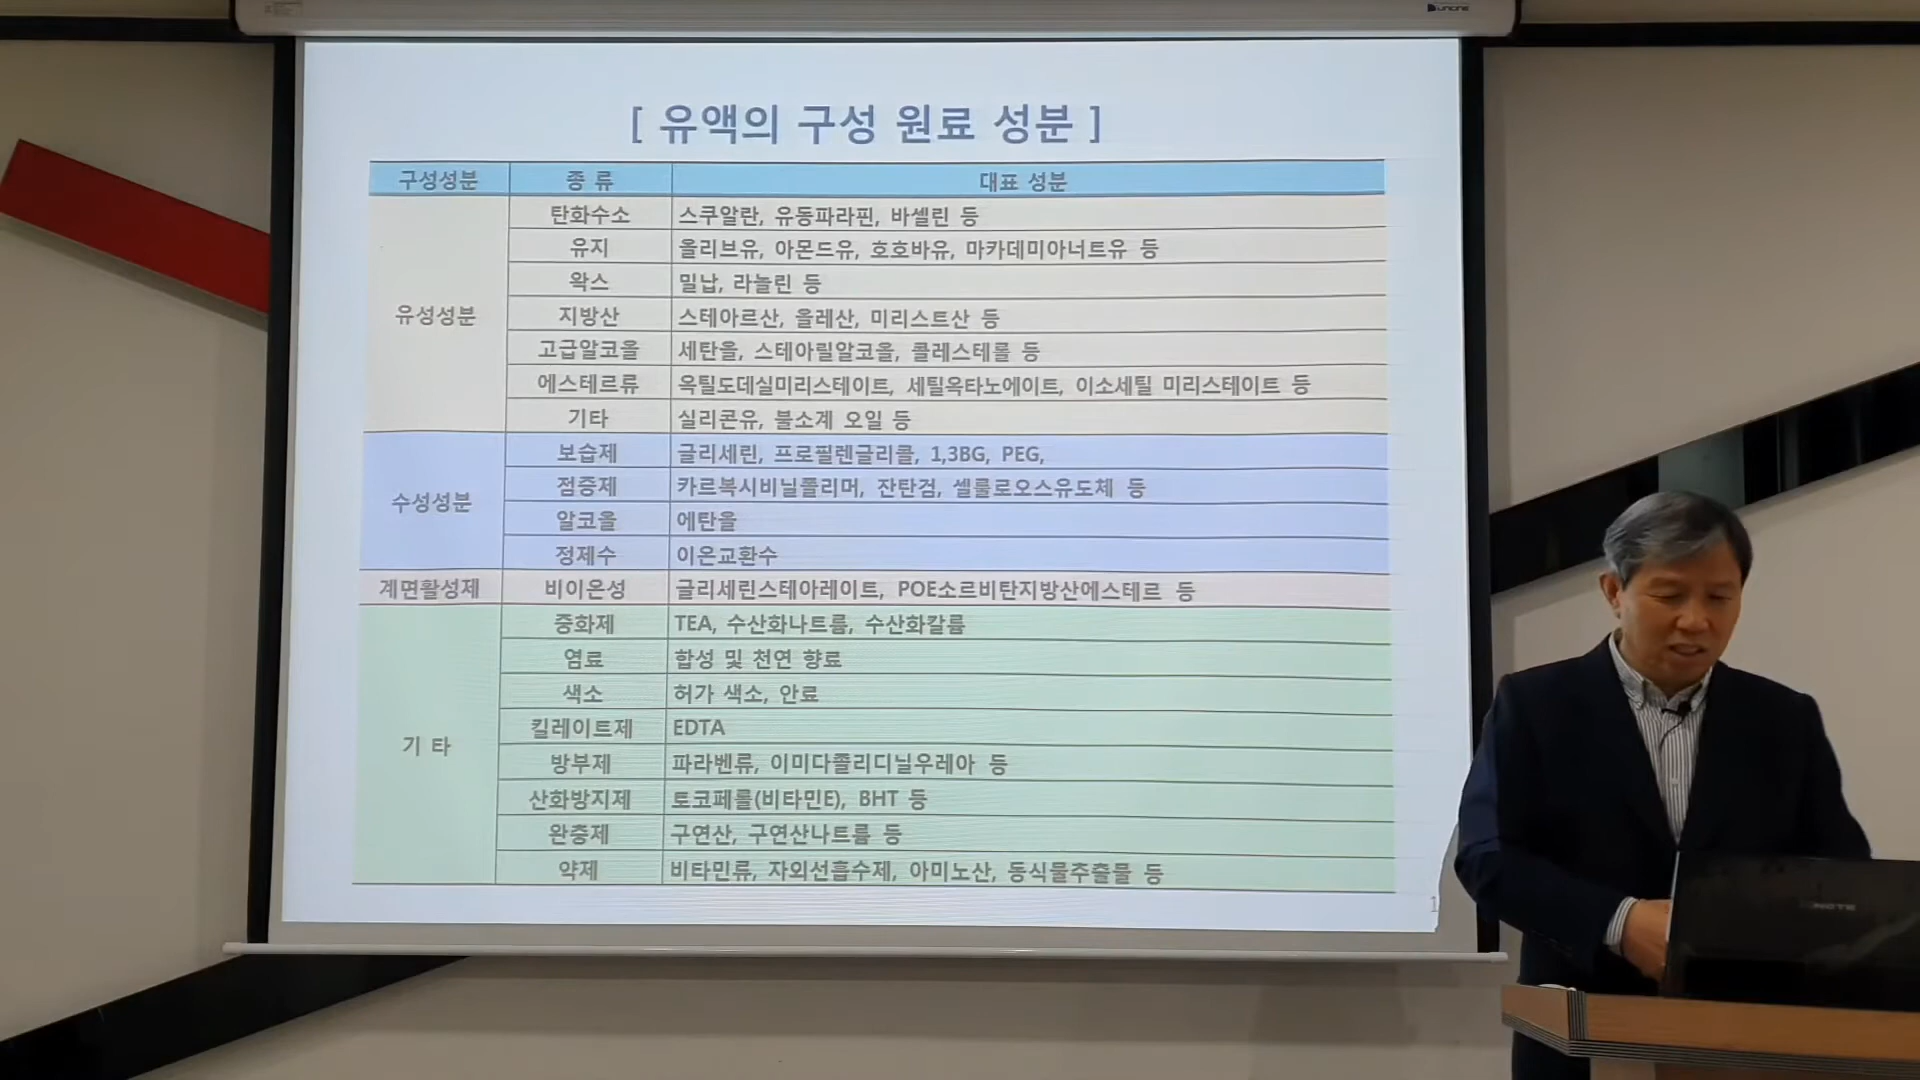 [ 유액의 구성 원료 성분 ]
구성성분 종 류 대표 성분
유성성분
탄화수소 스쿠알란, 유동파라핀, 바셀린 등
유지 올리브유, 아몬드유, 호호바유, 마카데미아너트유 등
왁스 밀납, 라놀린 등
지방산 스테아르산, 올레산, 미리스트산 등
고급알코올 세탄올, 스테아릴알코올, 콜레스테롤 등
에스테르류 옥틸도데실미리스테이트, 세틸옥타노에이트, 이소세틸 미리스테이트 등
기타 실리콘유, 불소계 오일 등
수성성분
보습제 글리세린, 프로필렌글리콜, 1,3BG, PEG,
점증제 카르복시비닐폴리머, 잔탄검, 셀룰로오스유도체 등
알코올 에탄올
정제수 이온교환수
계면활성제 비이온성 글리세린스테아레이트, POE소르비탄지방산에스테르 등
기 타
중화제 TEA, 수산화나트륨, 수산화칼륨
염료 합성 및 천연 향료
색소 허가 색소, 안료
킬레이트제 EDTA
방부제 파라벤류, 이미다졸리디닐우레아 등
산화방지제 토코페롤(비타민E), BHT 등
완충제 구연산, 구연산나트륨 등
약제 비타민류, 자외선흡수제, 아미노산, 동식물추출물 등
1